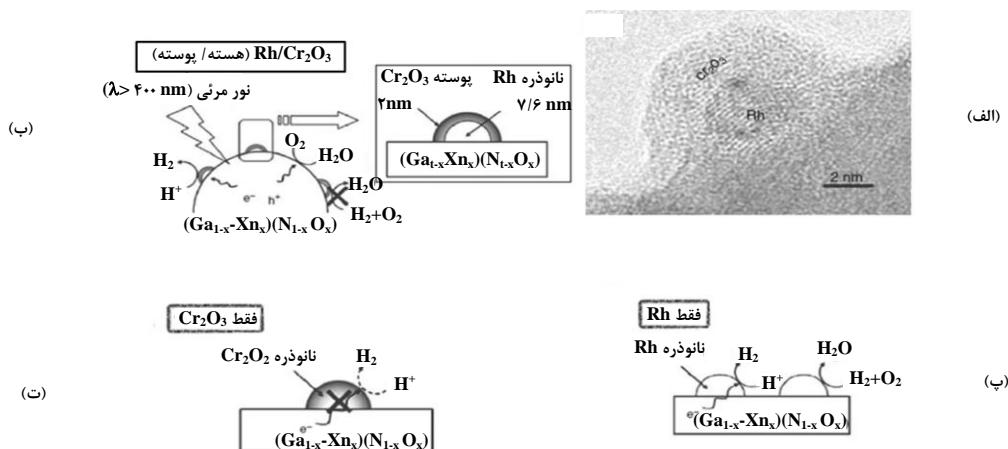 (ب)
Rh/Cr₂O₃ (هسته/ پوسته)
نور مرئی (λ> ۴۰۰ nm)
O₂
H₂O
H₂
H⁺
e⁻
h⁺
H₂O
H₂+O₂
(Ga₁₋ₓ-Xnₓ)(N₁₋ₓ Oₓ)
پوسته Cr₂O₃
۲nm
نانوذره Rh
۷/۶ nm
(Gaₜ₋ₓXnₓ)(Nₜ₋ₓOₓ)
(الف)
Cr₂O₃
Rh
2 nm
(ت)
فقط Cr₂O₃
نانوذره Cr₂O₂
H₂
H⁺
e⁻
(Ga₁₋ₓ-Xnₓ)(N₁₋ₓ Oₓ)
(پ)
فقط Rh
نانوذره Rh
H₂
H⁺
H₂O
H₂+O₂
(Ga₁₋ₓ-Xnₓ)(N₁₋ₓ Oₓ)